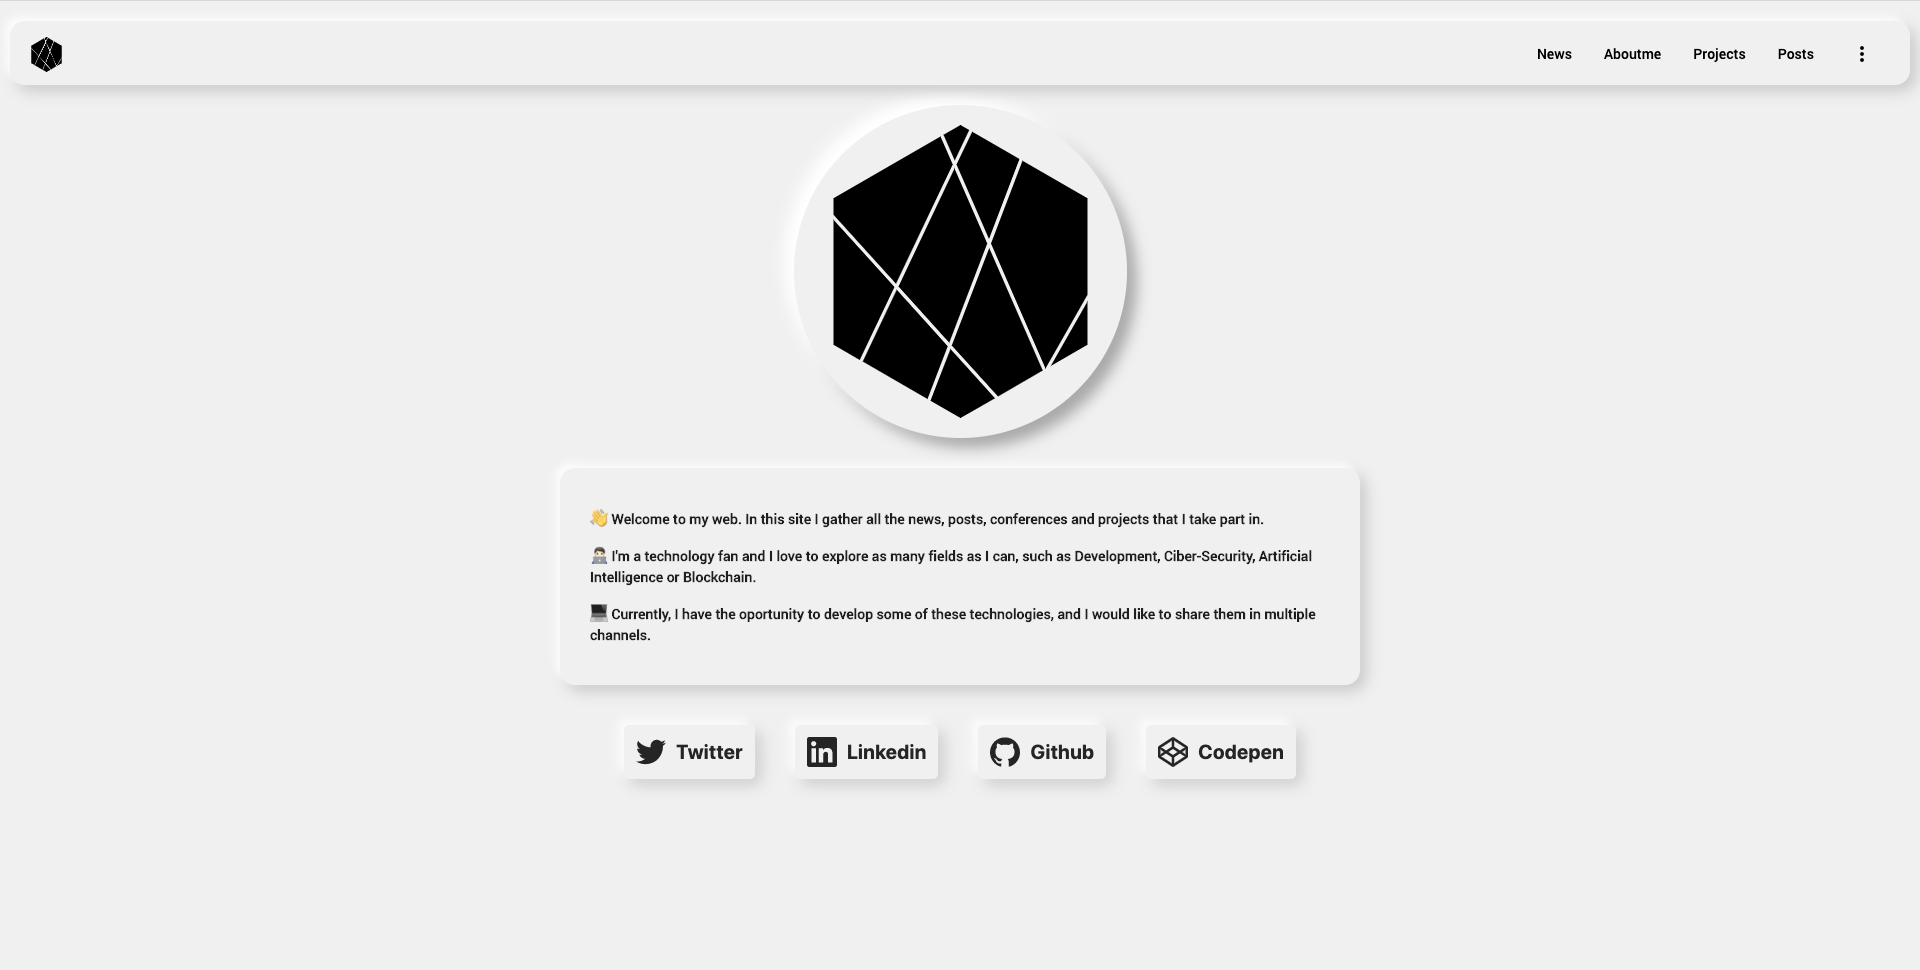 News Aboutme Projects Posts
👋 Welcome to my web. In this site I gather all the news, posts, conferences and projects that I take part in.
👨🏻‍💻 I'm a technology fan and I love to explore as many fields as I can, such as Development, Ciber-Security, Artificial
Intelligence or Blockchain.
💻 Currently, I have the oportunity to develop some of these technologies, and I would like to share them in multiple
channels.
Twitter Linkedin Github Codepen